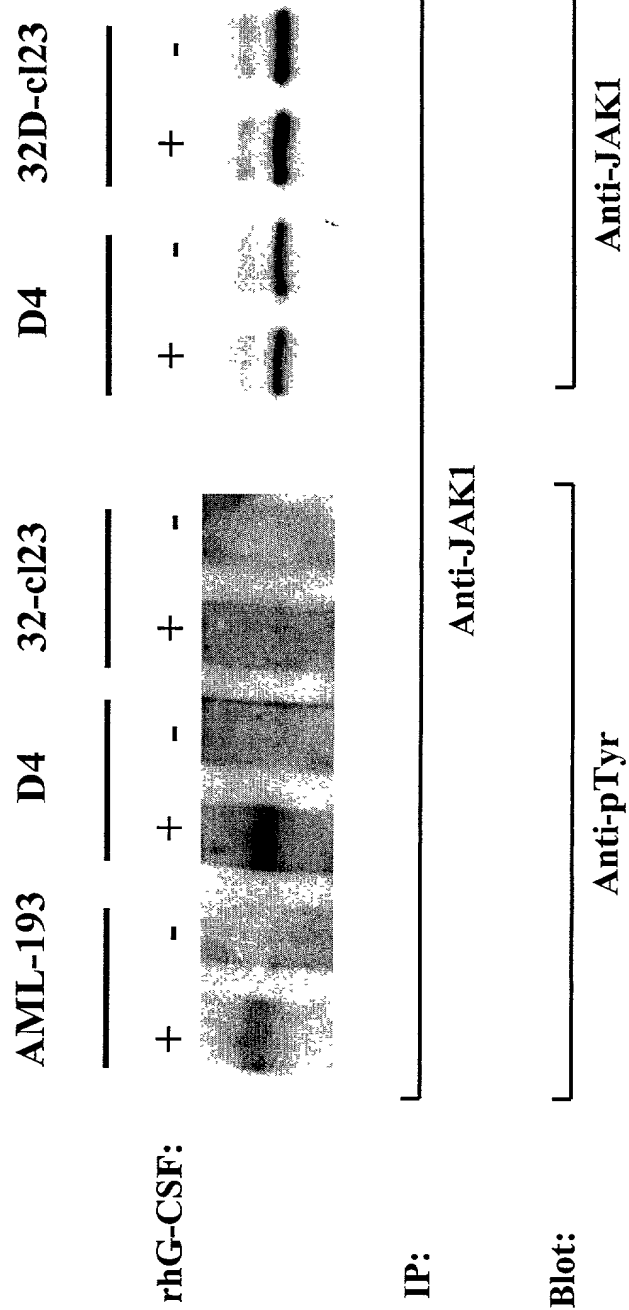 AML-193 D4 32-cl23 D4 32D-cl23
rhG-CSF: + - + - + - + - + -
IP: Anti-JAK1
Blot: Anti-pTyr Anti-JAK1